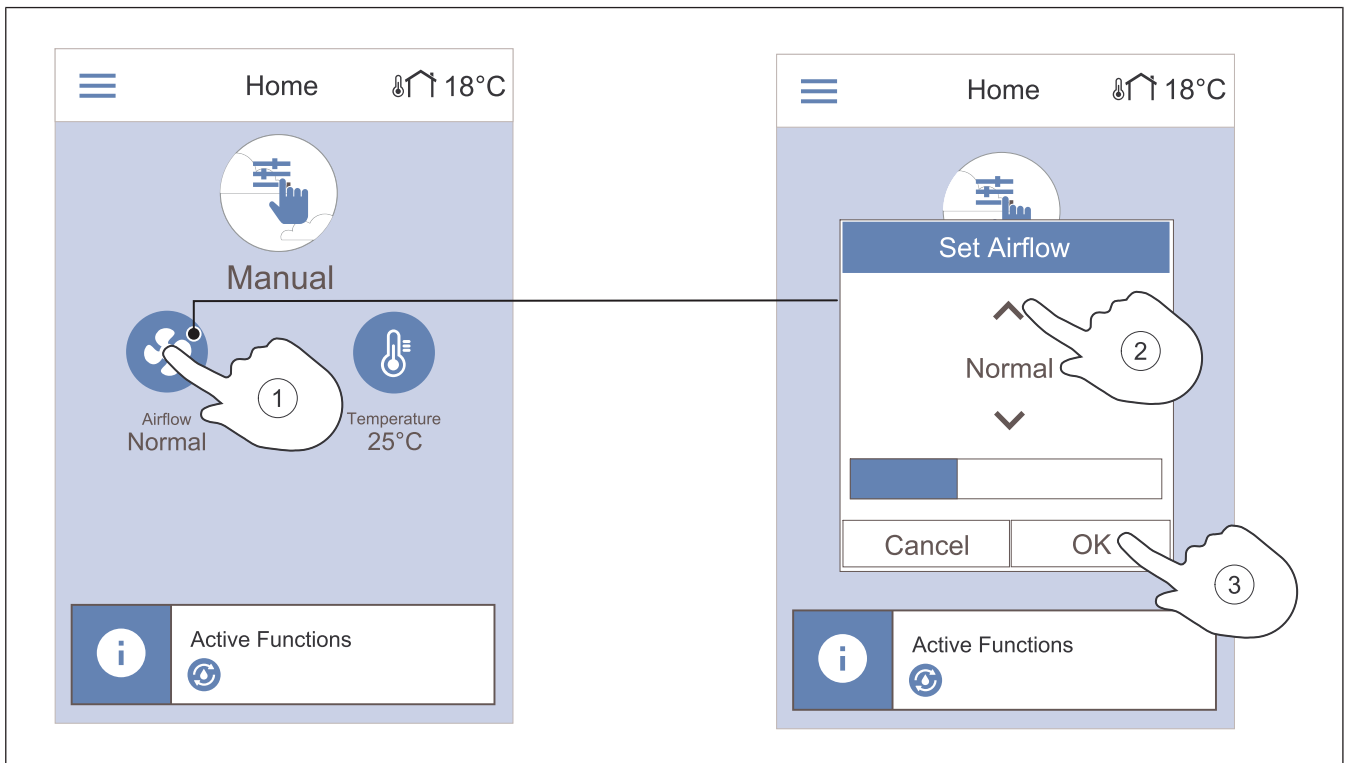 Home
18°C
Manual
1
Airflow
Normal
Temperature
25°C
i
Active Functions
Home
18°C
Set Airflow
2
Normal
Cancel
OK
3
i
Active Functions